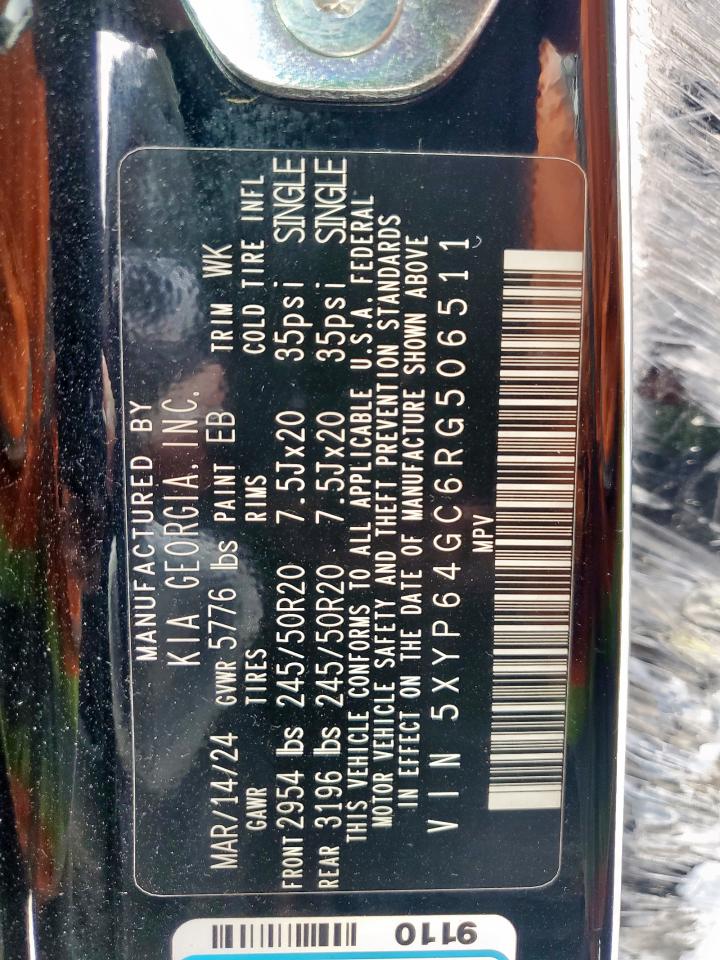 MANUFACTURED BY
KIA GEORGIA, INC.
MAR/14/24 GVWR 5776 lbs PAINT EB TRIM WK
GAWR TIRES RIMS COLD TIRE INFL
FRONT 2954 lbs 245/50R20 7.5Jx20 35psi SINGLE
REAR 3196 lbs 245/50R20 7.5Jx20 35psi SINGLE
THIS VEHICLE CONFORMS TO ALL APPLICABLE U.S.A. FEDERAL
MOTOR VEHICLE SAFETY AND THEFT PREVENTION STANDARDS
IN EFFECT ON THE DATE OF MANUFACTURE SHOWN ABOVE
VIN 5XYP64GC6RG506511
MPV
9110